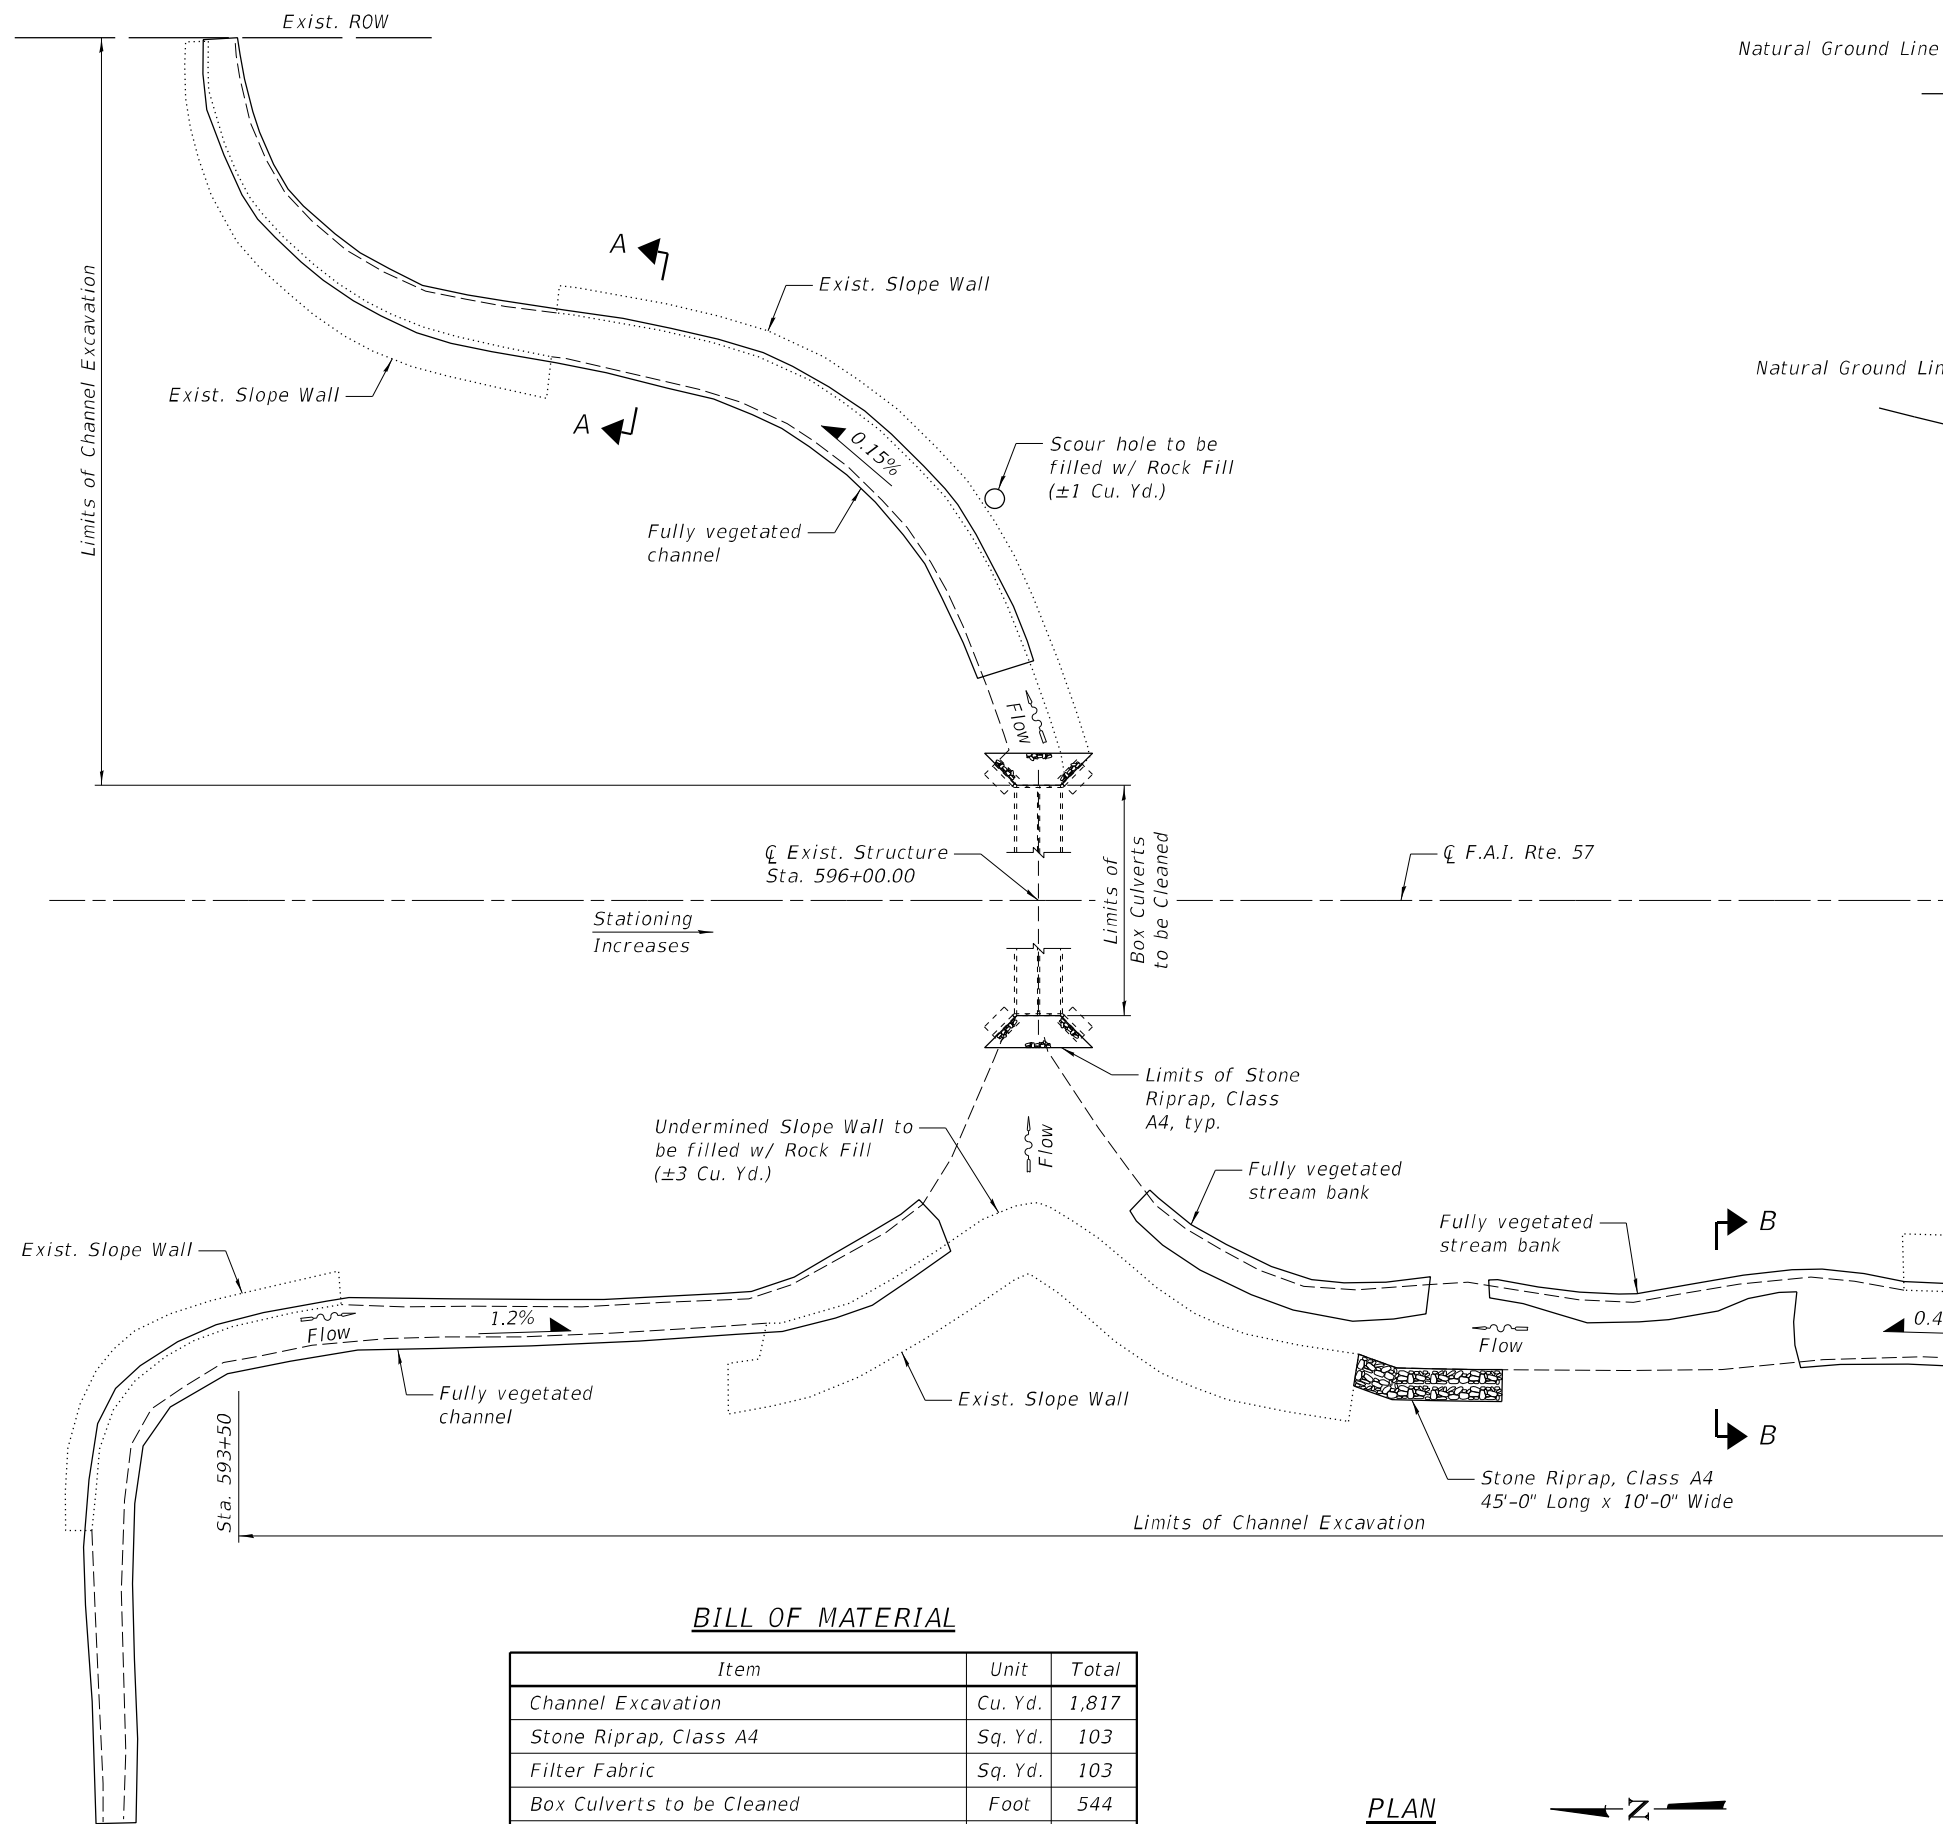 Exist. ROW
Natural Ground Line
Limits of Channel Excavation
A
Exist. Slope Wall
Natural Ground Lin
Exist. Slope Wall
A
0.15%
Scour hole to be
filled w/ Rock Fill
(±1 Cu. Yd.)
Fully vegetated
channel
Flow
℄ Exist. Structure
Sta. 596+00.00
Limits of
Box Culverts
to be Cleaned
℄ F.A.I. Rte. 57
Stationing
Increases
Limits of Stone
Riprap, Class
A4, typ.
Undermined Slope Wall to
be filled w/ Rock Fill
(±3 Cu. Yd.)
Flow
Fully vegetated
stream bank
Fully vegetated
stream bank
B
Exist. Slope Wall
Flow
1.2%
Flow
0.4
Fully vegetated
channel
Exist. Slope Wall
Sta. 593+50
B
Stone Riprap, Class A4
45'-0" Long x 10'-0" Wide
Limits of Channel Excavation
BILL OF MATERIAL
Item Unit Total
Channel Excavation Cu. Yd. 1,817
Stone Riprap, Class A4 Sq. Yd. 103
Filter Fabric Sq. Yd. 103
Box Culverts to be Cleaned Foot 544
PLAN
N